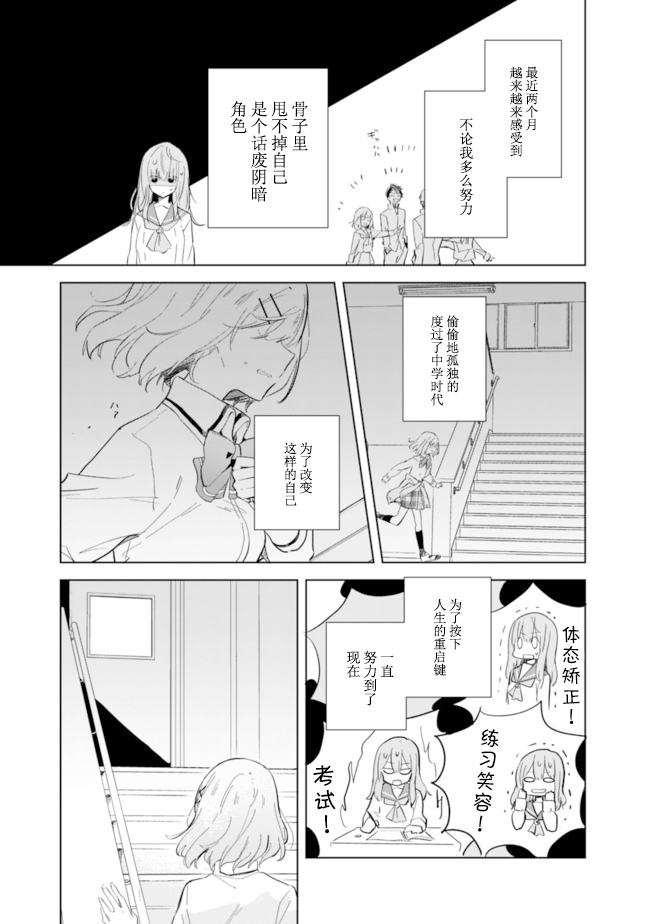 最近两个月
越来越来感受到
不论我多么努力
骨子里
甩不掉自己
是个话废阴暗
角色
偷偷地孤独的
度过了中学时代
为了改变
这样的自己
为了按下
人生的重启键
一直
努力到了
现在
体态矫正！
练习笑容！
考试！